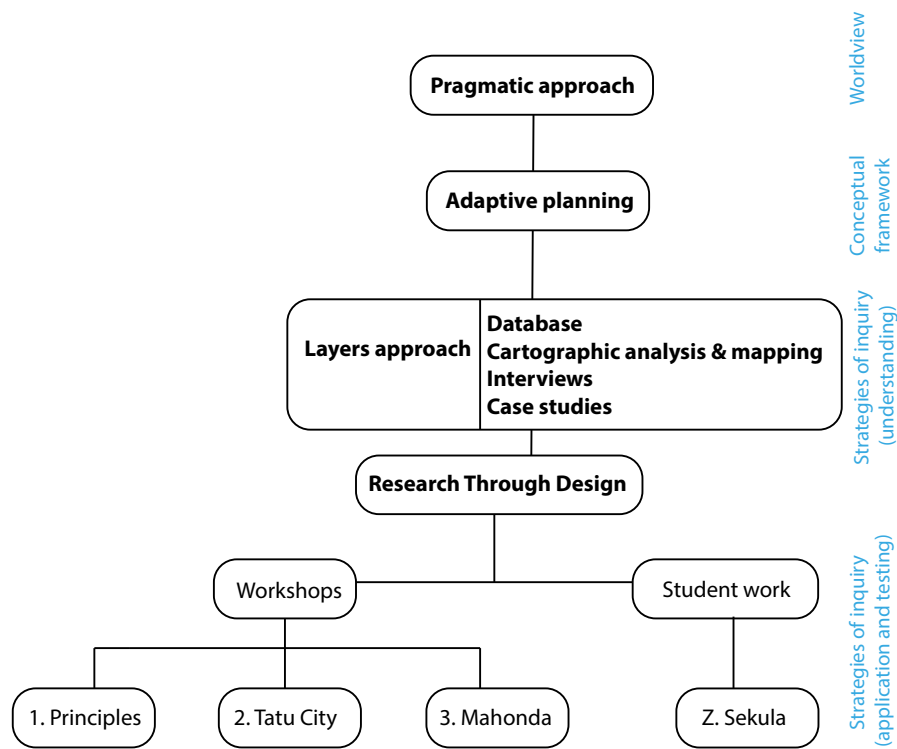 Worldview
Pragmatic approach
Conceptual
framework
Adaptive planning
Strategies of inquiry
(understanding)
Layers approach
Database
Cartographic analysis & mapping
Interviews
Case studies
Research Through Design
Strategies of inquiry
(application and testing)
Workshops
Student work
1. Principles
2. Tatu City
3. Mahonda
Z. Sekula